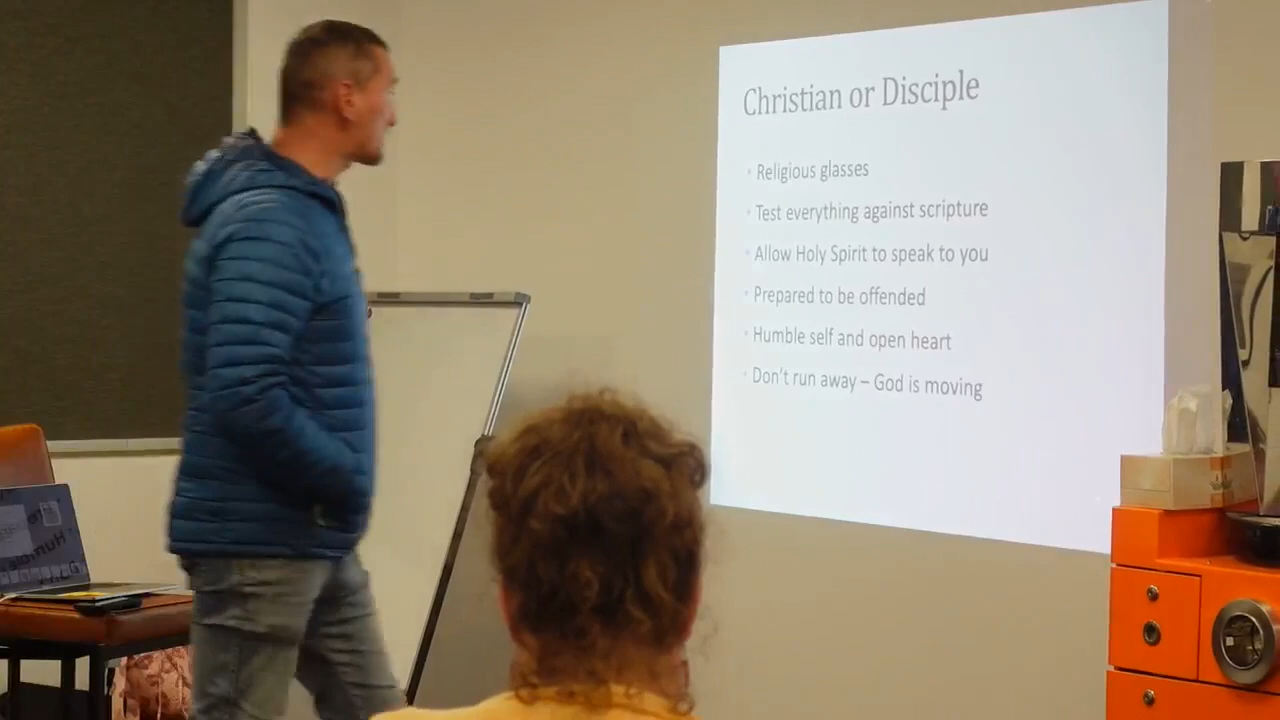 Christian or Disciple
• Religious glasses
• Test everything against scripture
• Allow Holy Spirit to speak to you
• Prepared to be offended
• Humble self and open heart
• Don't run away – God is moving